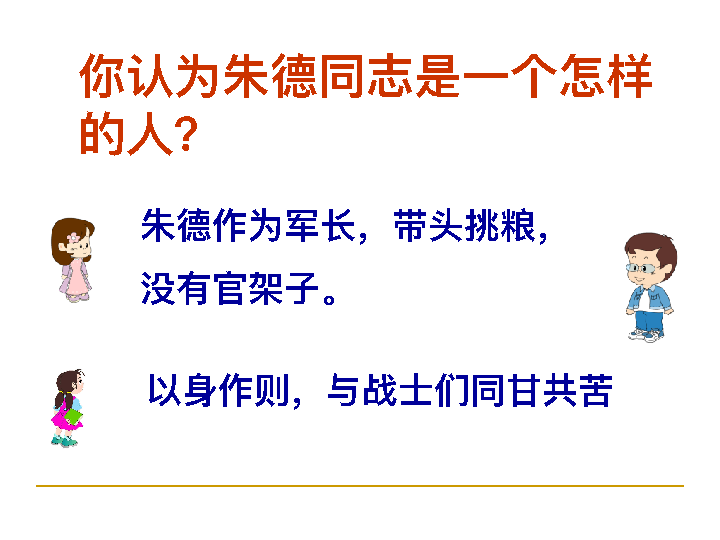 你认为朱德同志是一个怎样
的人？
朱德作为军长，带头挑粮，
没有官架子。
以身作则，与战士们同甘共苦